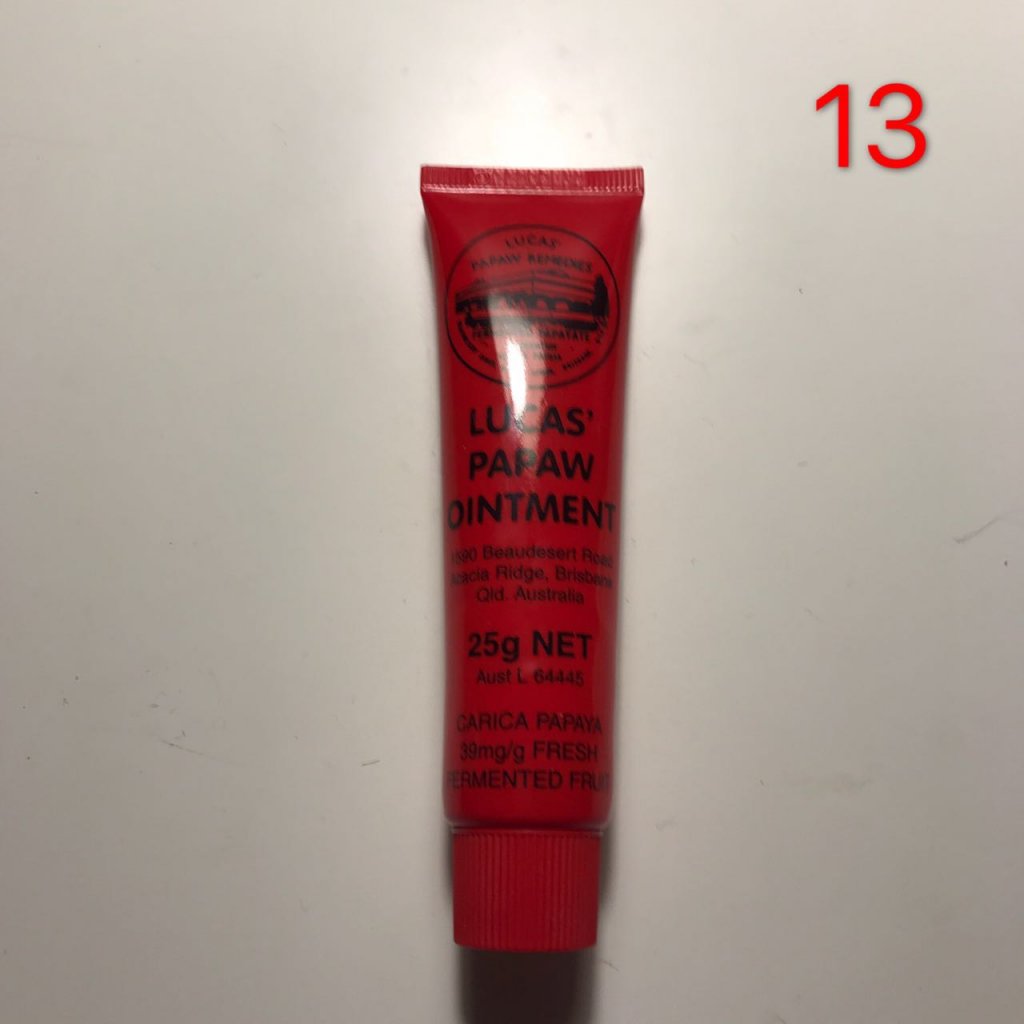 13
LUCAS'
PAPAW REMEDIES
LUCAS'
PAPAW
OINTMENT
1590 Beaudesert Road
Acacia Ridge, Brisbane
Qld. Australia
25g NET
Aust L 64445
CARICA PAPAYA
39mg/g FRESH
FERMENTED FRUIT